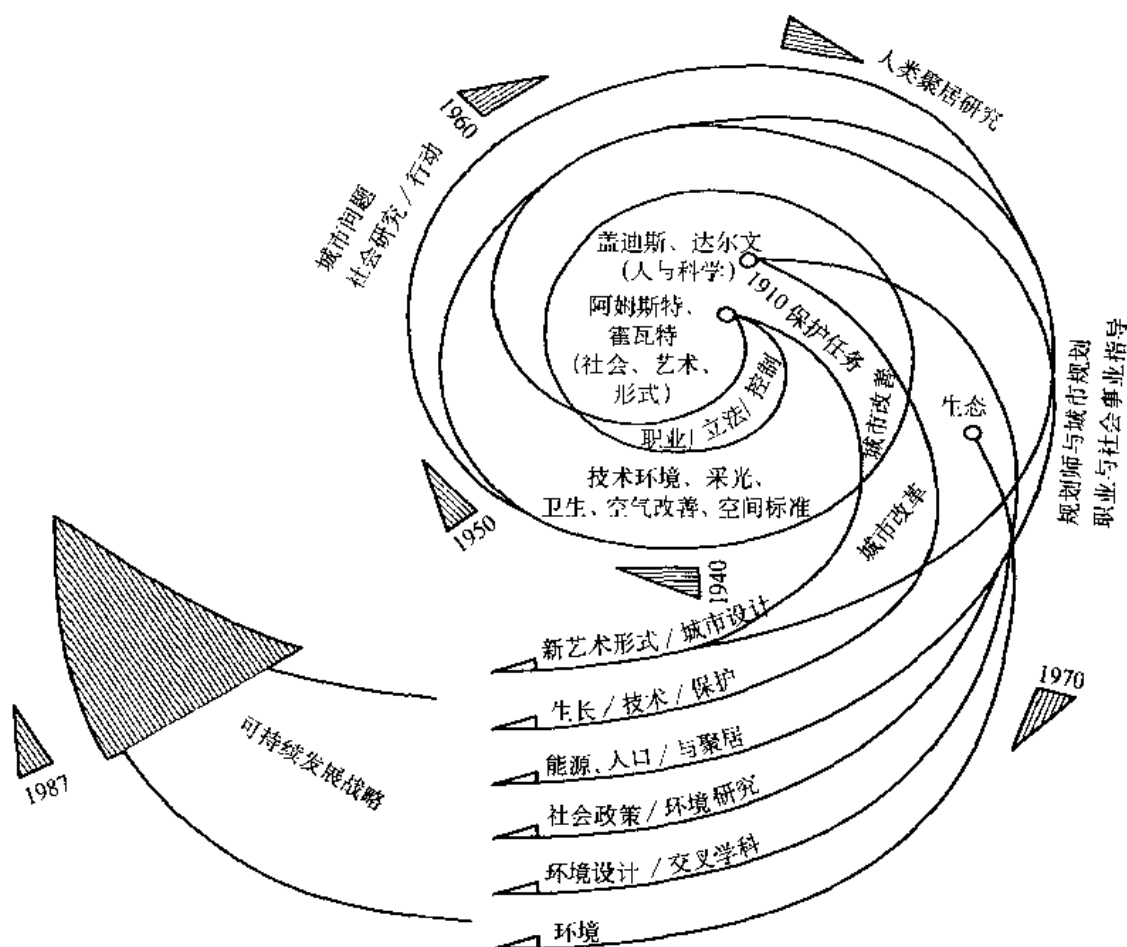 人类聚居研究
1960
城市问题
社会研究/行动
盖迪斯、达尔文
(人与科学)
1910保护任务
阿姆斯特、
霍瓦特
(社会、艺术、
形式)
职业/立法/控制
城市改善
生态
规划师与城市规划
职业与社会事业指导
技术环境、采光、
卫生、空气改善、空间标准
城市改革
1950
1940
新艺术形式/城市设计
生长/技术/保护
1970
能源、人口/与聚居
可持续发展战略
1987
社会政策/环境研究
环境设计/交叉学科
环境